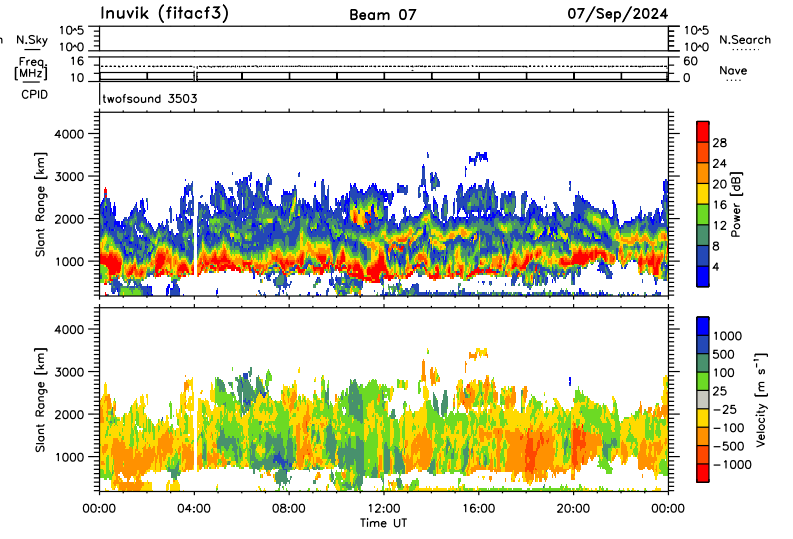 Inuvik (fitacf3) Beam 07 07/Sep/2024
h N.Sky 10^5 10^5 N.Search
10^0 10^0
Freq. 16 60 Nave
[MHz] 10 0
CPID
twofsound 3503
Slant Range [km]
4000
3000
2000
1000
28
24
20
16
12
8
4
Power [dB]
Slant Range [km]
4000
3000
2000
1000
1000
500
100
25
-25
-100
-500
-1000
Velocity [m s⁻¹]
00:00 04:00 08:00 12:00 16:00 20:00 00:00
Time UT